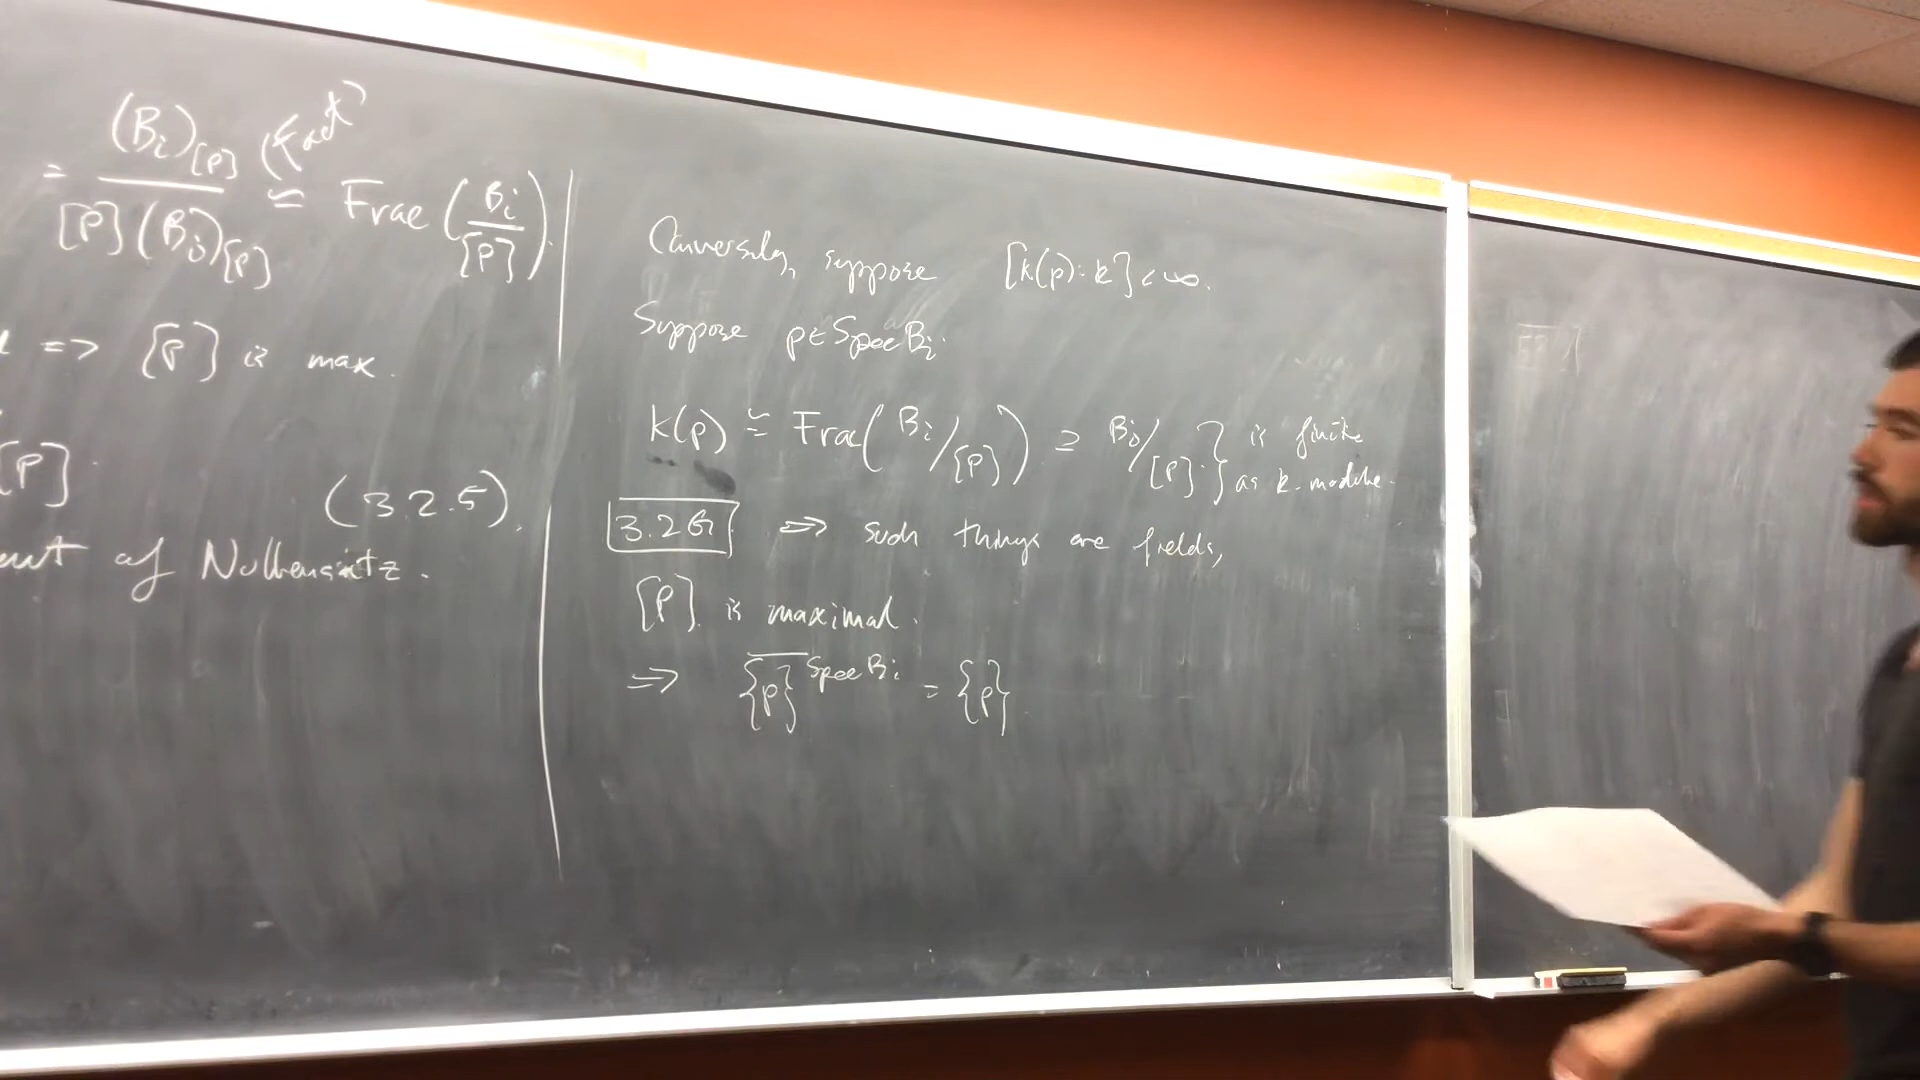 = (B_i)_[p] / [p](B_i)_[p] (Fact) ≅ Frac(B_i/[p]).
=> [p] is max.
[p]
(3.2.5).
of Nullensatz.
Conversely, suppose [k(p):k]<∞.
Suppose p∈Spec B_i.
k(p) ≅ Frac(B_i/[p]) ⊇ B_i/[p] } is finite as k-module.
3.2G => such things are fields,
[p] is maximal.
=> \overline{{p}}^{Spec B_i} = {p}